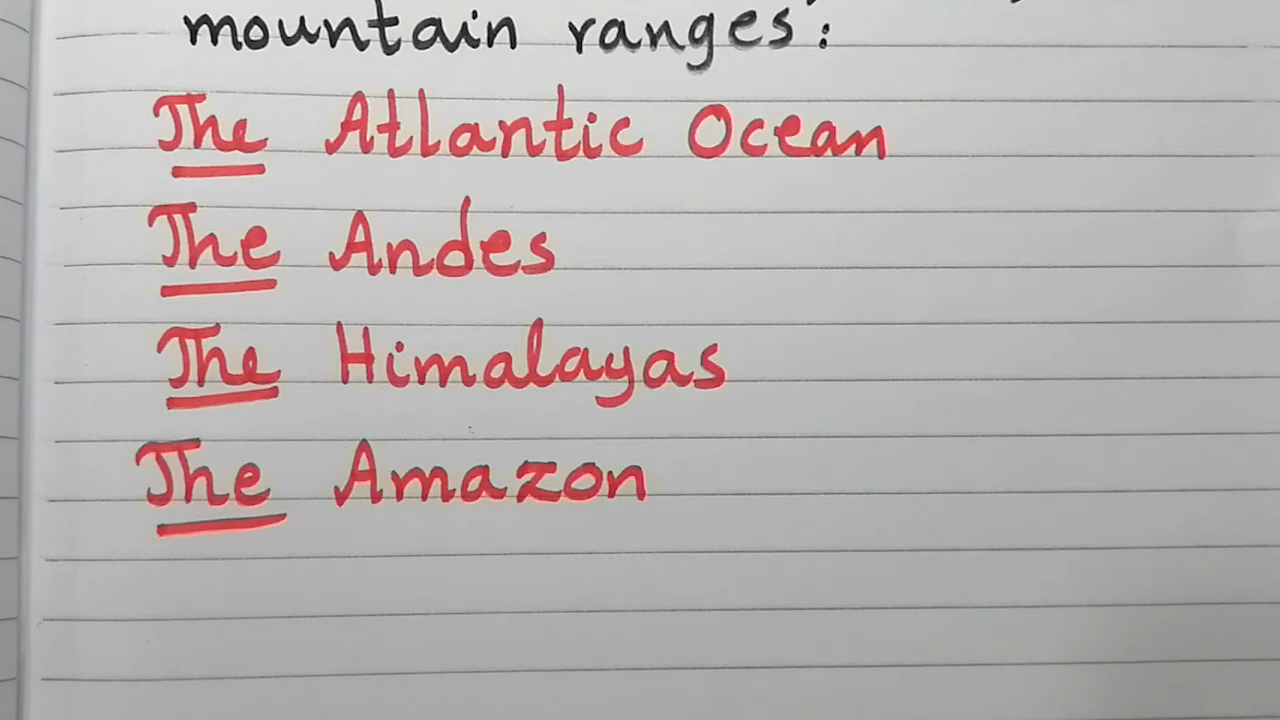 mountain ranges:
The Atlantic Ocean
The Andes
The Himalayas
The Amazon